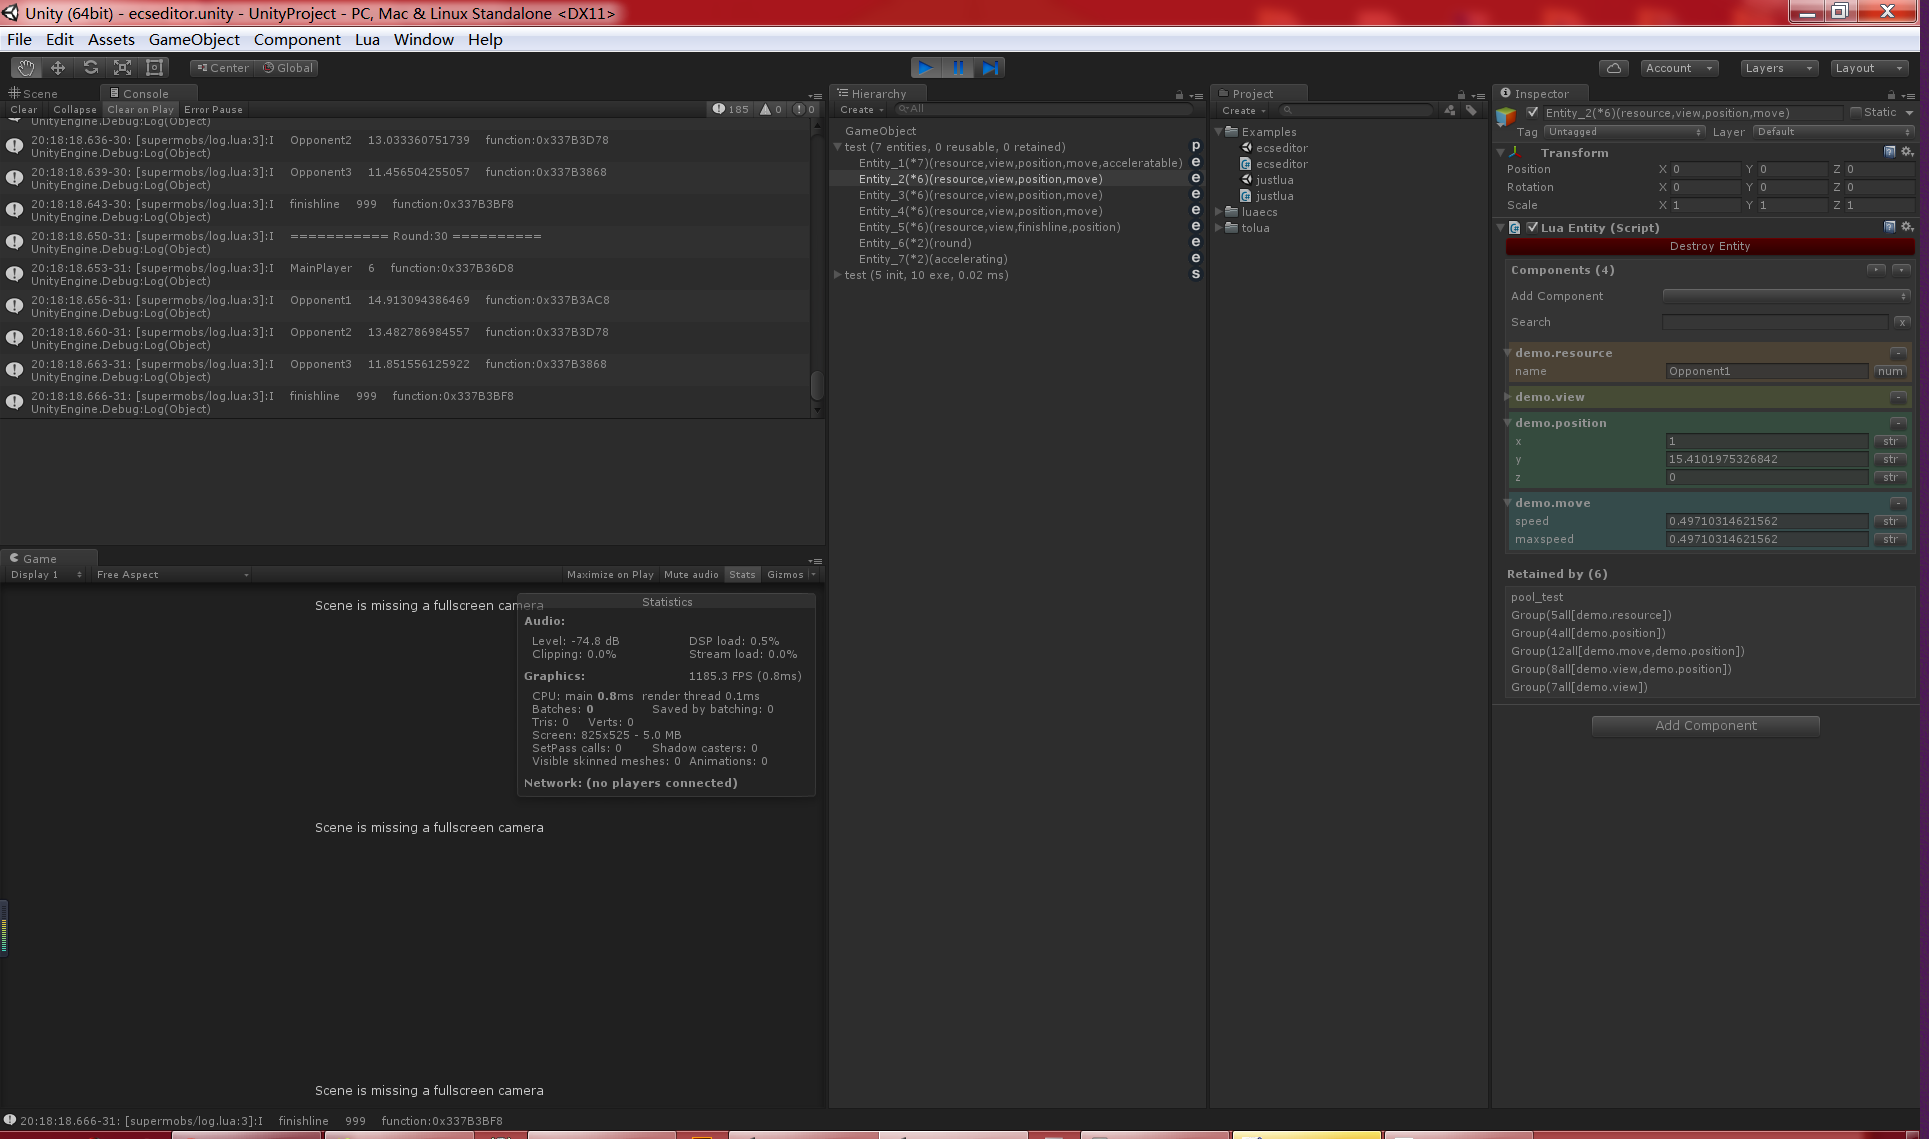 Unity (64bit) - ecseditor.unity - UnityProject - PC, Mac & Linux Standalone <DX11>
File Edit Assets GameObject Component Lua Window Help
Center Global
Account Layers Layout
Scene Console
Clear Collapse Clear on Play Error Pause 185 0 0
UnityEngine.Debug:Log(Object)
20:18:18.636-30: [supermobs/log.lua:3]:I Opponent2 13.033360751739 function:0x337B3D78
UnityEngine.Debug:Log(Object)
20:18:18.639-30: [supermobs/log.lua:3]:I Opponent3 11.456504255057 function:0x337B3868
UnityEngine.Debug:Log(Object)
20:18:18.643-30: [supermobs/log.lua:3]:I finishline 999 function:0x337B3BF8
UnityEngine.Debug:Log(Object)
20:18:18.650-31: [supermobs/log.lua:3]:I =========== Round:30 ==========
UnityEngine.Debug:Log(Object)
20:18:18.653-31: [supermobs/log.lua:3]:I MainPlayer 6 function:0x337B36D8
UnityEngine.Debug:Log(Object)
20:18:18.656-31: [supermobs/log.lua:3]:I Opponent1 14.913094386469 function:0x337B3AC8
UnityEngine.Debug:Log(Object)
20:18:18.660-31: [supermobs/log.lua:3]:I Opponent2 13.482786984557 function:0x337B3D78
UnityEngine.Debug:Log(Object)
20:18:18.663-31: [supermobs/log.lua:3]:I Opponent3 11.851556125922 function:0x337B3868
UnityEngine.Debug:Log(Object)
20:18:18.666-31: [supermobs/log.lua:3]:I finishline 999 function:0x337B3BF8
UnityEngine.Debug:Log(Object)
Game
Display 1 Free Aspect Maximize on Play Mute audio Stats Gizmos
Scene is missing a fullscreen camera
Statistics
Audio:
Level: -74.8 dB DSP load: 0.5%
Clipping: 0.0% Stream load: 0.0%
Graphics: 1185.3 FPS (0.8ms)
CPU: main 0.8ms render thread 0.1ms
Batches: 0 Saved by batching: 0
Tris: 0 Verts: 0
Screen: 825x525 - 5.0 MB
SetPass calls: 0 Shadow casters: 0
Visible skinned meshes: 0 Animations: 0
Network: (no players connected)
Scene is missing a fullscreen camera
Scene is missing a fullscreen camera
20:18:18.666-31: [supermobs/log.lua:3]:I finishline 999 function:0x337B3BF8
Hierarchy
Create All
GameObject
test (7 entities, 0 reusable, 0 retained) p
Entity_1(*7)(resource,view,position,move,acceleratable) e
Entity_2(*6)(resource,view,position,move) e
Entity_3(*6)(resource,view,position,move) e
Entity_4(*6)(resource,view,position,move) e
Entity_5(*6)(resource,view,finishline,position) e
Entity_6(*2)(round) e
Entity_7(*2)(accelerating) e
test (5 init, 10 exe, 0.02 ms) s
Project
Create
Examples
ecseditor
ecseditor
justlua
justlua
luaecs
tolua
Inspector
Entity_2(*6)(resource,view,position,move) Static
Tag Untagged Layer Default
Transform
Position X 0 Y 0 Z 0
Rotation X 0 Y 0 Z 0
Scale X 1 Y 1 Z 1
Lua Entity (Script)
Destroy Entity
Components (4)
Add Component
Search x
demo.resource -
name Opponent1 num
demo.view -
demo.position -
x 1 str
y 15.4101975326842 str
z 0 str
demo.move -
speed 0.49710314621562 str
maxspeed 0.49710314621562 str
Retained by (6)
pool_test
Group(5all[demo.resource])
Group(4all[demo.position])
Group(12all[demo.move,demo.position])
Group(8all[demo.view,demo.position])
Group(7all[demo.view])
Add Component